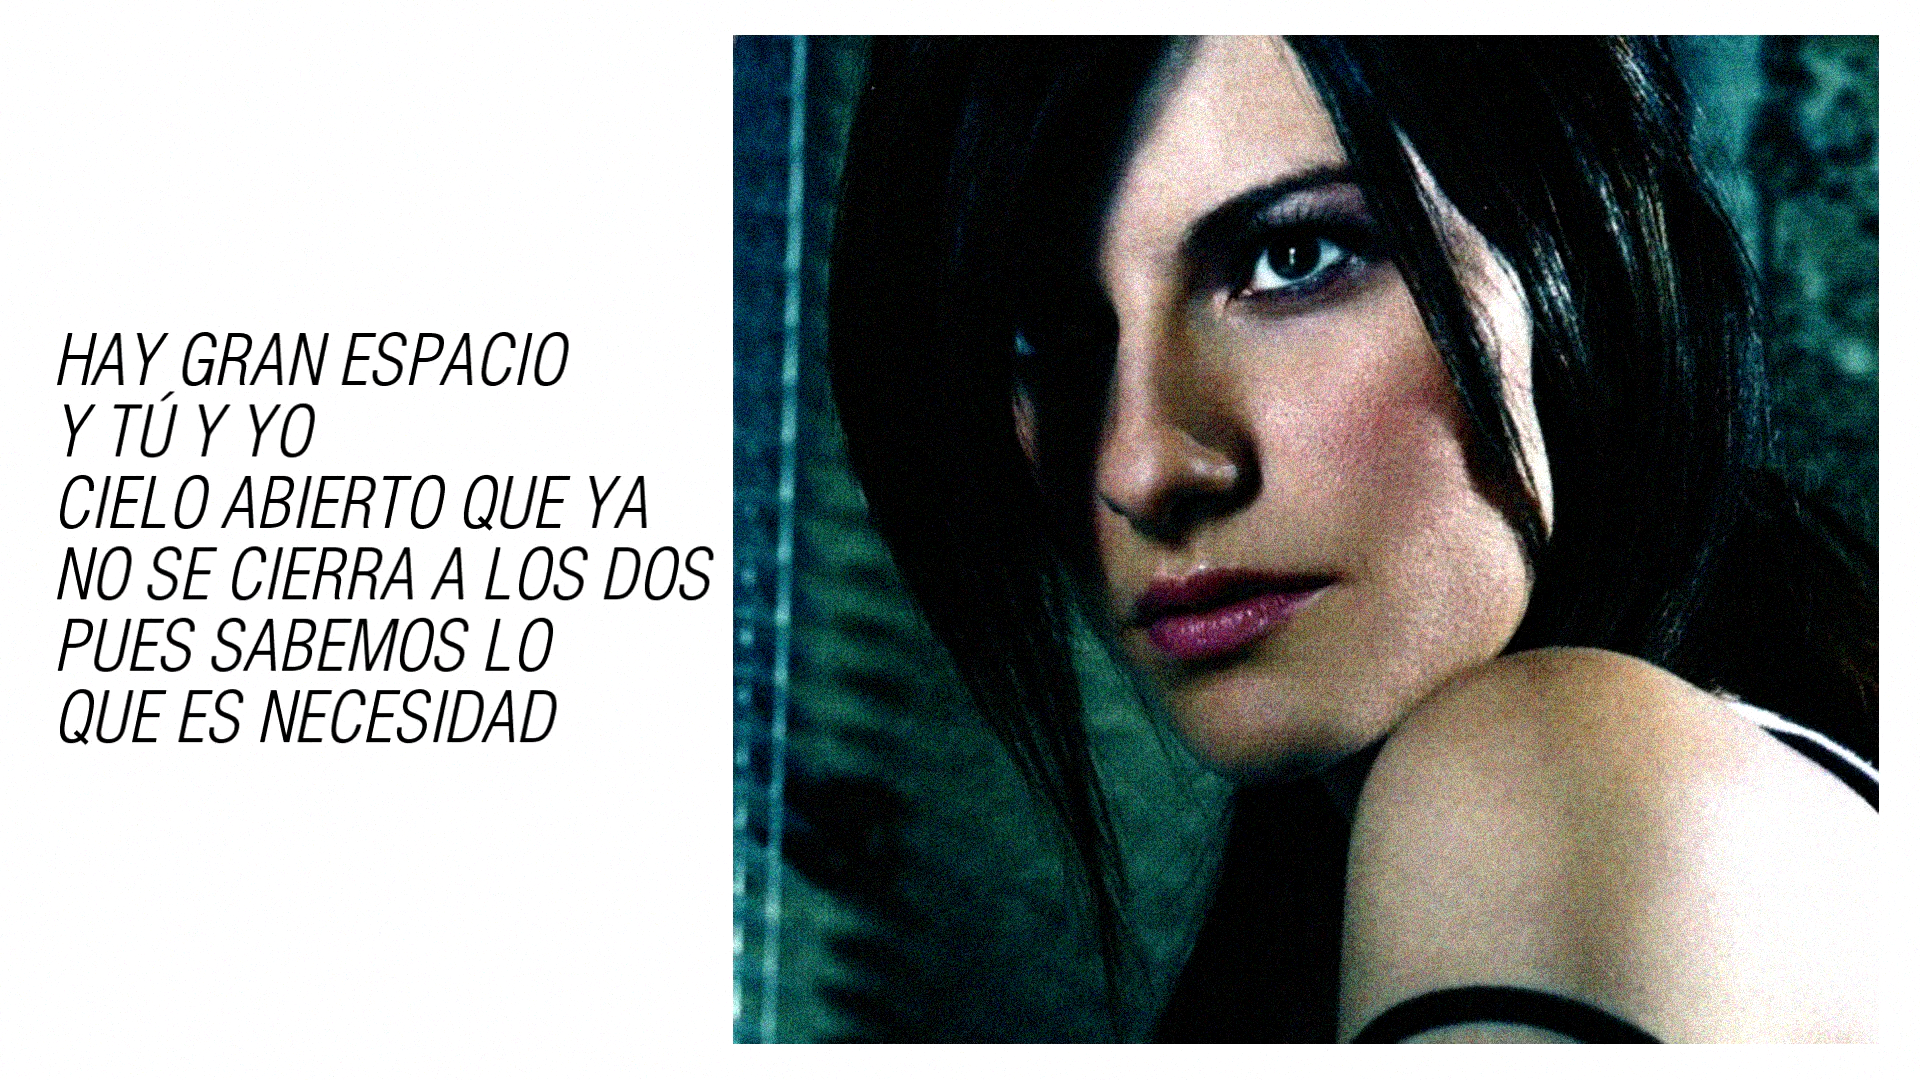 HAY GRAN ESPACIO
Y TÚ Y YO
CIELO ABIERTO QUE YA
NO SE CIERRA A LOS DOS
PUES SABEMOS LO
QUE ES NECESIDAD